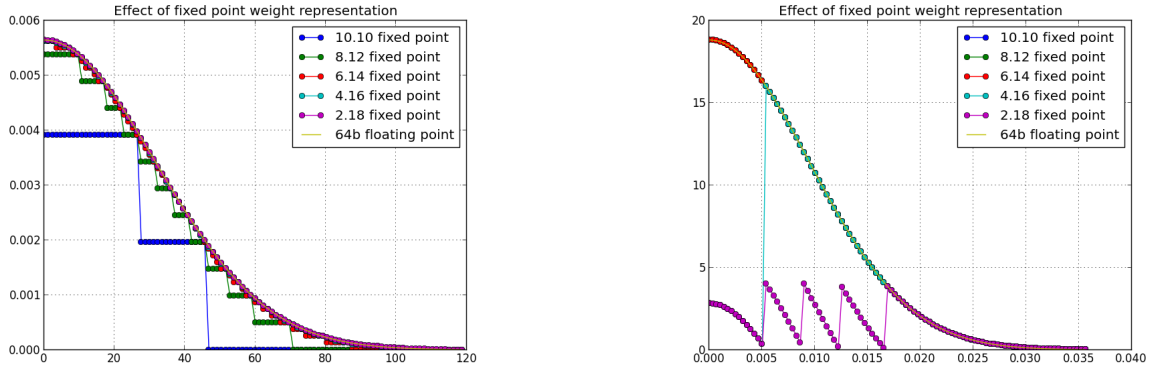 Effect of fixed point weight representation
0.006
0.005
0.004
0.003
0.002
0.001
0.000
0
20
40
60
80
100
120
10.10 fixed point
8.12 fixed point
6.14 fixed point
4.16 fixed point
2.18 fixed point
64b floating point
Effect of fixed point weight representation
20
15
10
5
0
0.000
0.005
0.010
0.015
0.020
0.025
0.030
0.035
0.040
10.10 fixed point
8.12 fixed point
6.14 fixed point
4.16 fixed point
2.18 fixed point
64b floating point